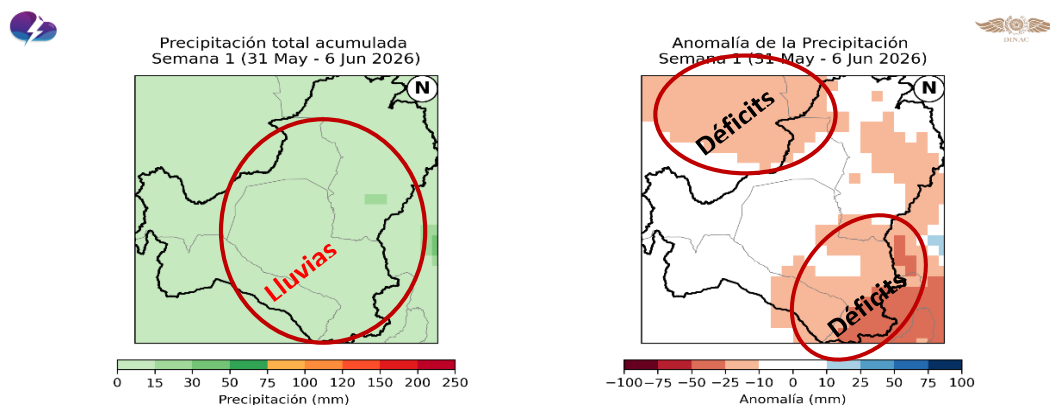 Precipitación total acumulada
Semana 1 (31 May - 6 Jun 2026)
N
Lluvias
0 15 30 50 75 100 120 150 200 250
Precipitación (mm)
DINAC
Anomalía de la Precipitación
Semana 1 (31 May - 6 Jun 2026)
N
Déficits
Déficits
−100 −75 −50 −25 −10 0 10 25 50 75 100
Anomalía (mm)